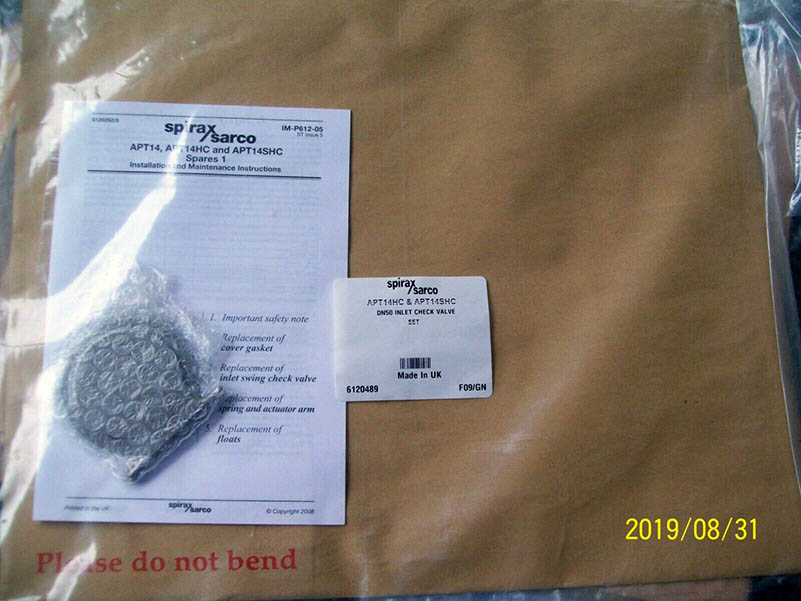 6120252/5
IM-P612-05
ST Issue 5
spirax
sarco
APT14, APT14HC and APT14SHC
Spares 1
Installation and Maintenance Instructions
1. Important safety note
Replacement of
cover gasket
Replacement of
inlet swing check valve
Replacement of
spring and actuator arm
5. Replacement of
floats
Printed in the UK
spirax
sarco
© Copyright 2008
spirax
sarco
APT14HC & APT14SHC
DN50 INLET CHECK VALVE
SET
Made in UK
6120489
F09/GN
Please do not bend
2019/08/31